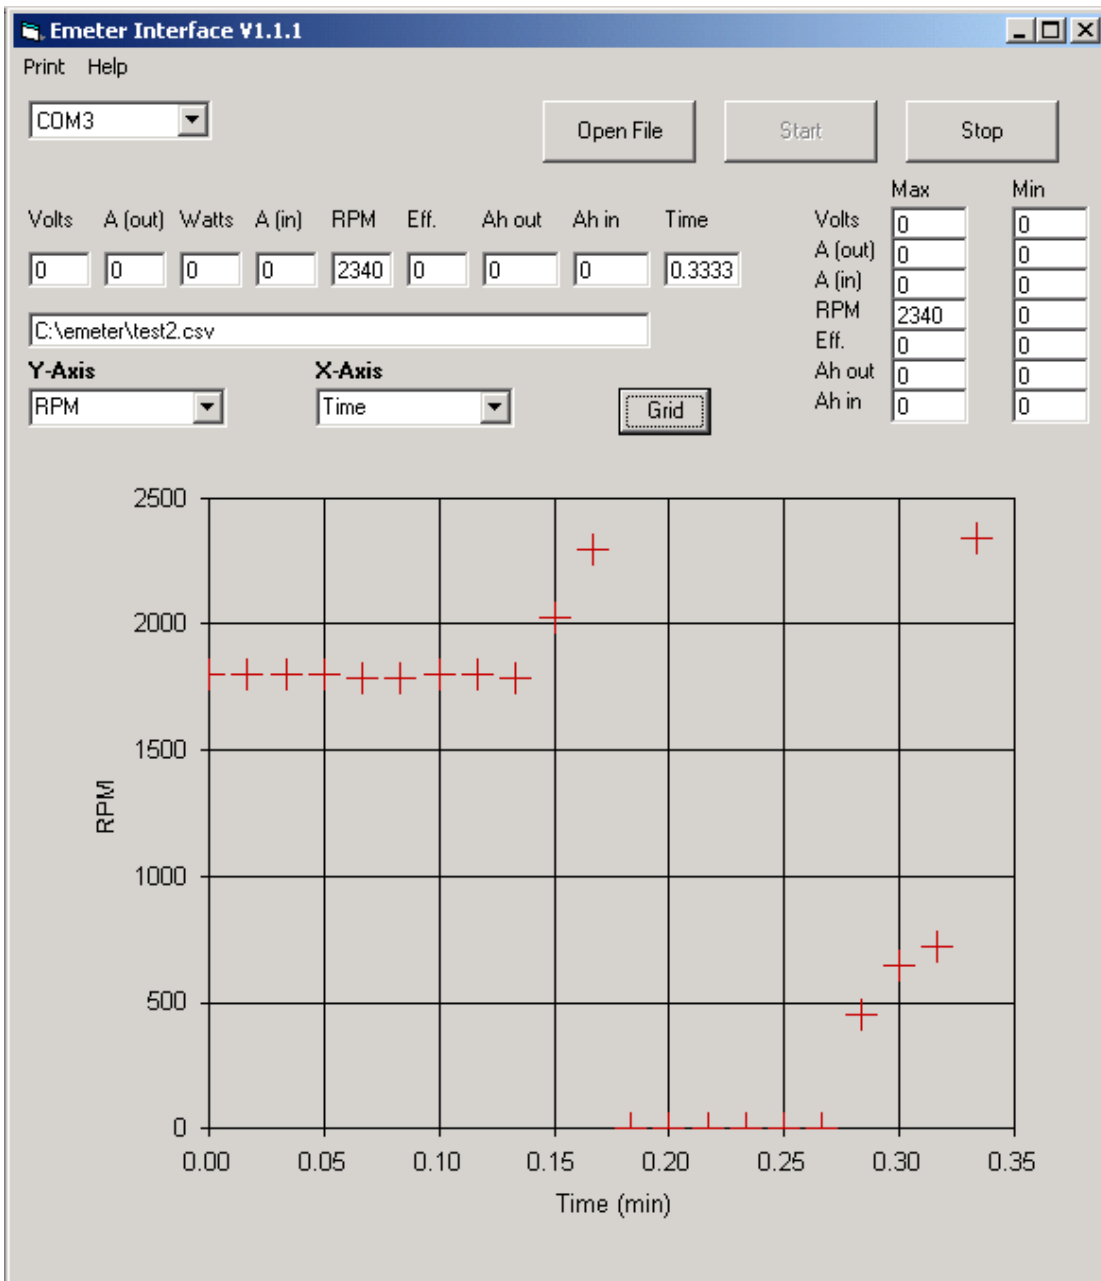 Emeter Interface V1.1.1
Print Help
COM3
Open File Start Stop
Max Min
Volts A (out) Watts A (in) RPM Eff. Ah out Ah in Time
0 0 0 0 2340 0 0 0 0.3333
Volts 0 0
A (out) 0 0
A (in) 0 0
RPM 2340 0
Eff. 0 0
Ah out 0 0
Ah in 0 0
C:\emeter\test2.csv
Y-Axis X-Axis
RPM Time Grid
2500
2000
1500
1000
500
0
RPM
0.00 0.05 0.10 0.15 0.20 0.25 0.30 0.35
Time (min)